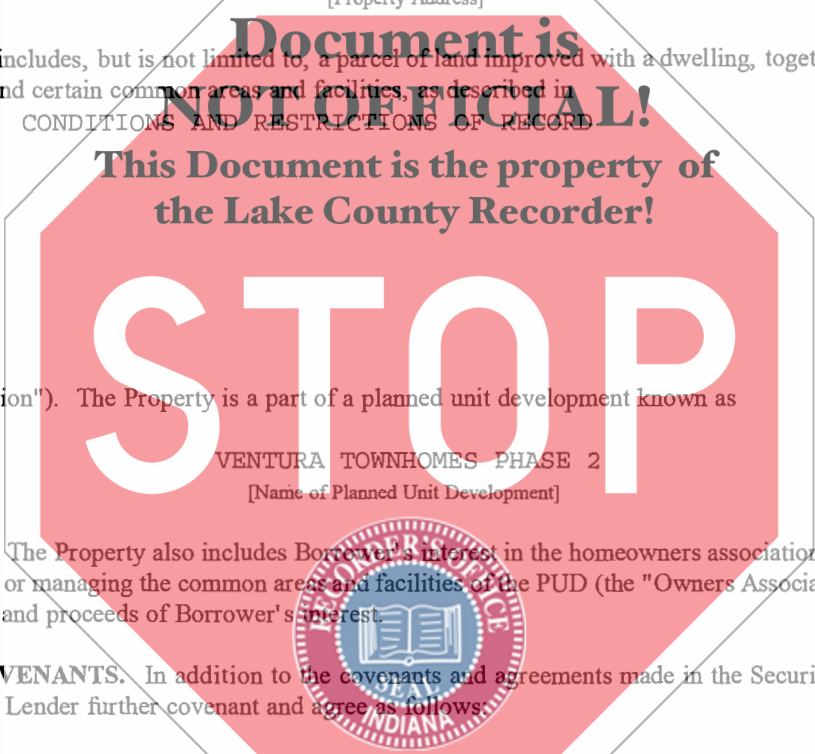 [Property Address]
Document is
includes, but is not limited to, a parcel of land improved with a dwelling, toget
nd certain common areas and facilities, as described in
NOT OFFICIAL!
CONDITIONS AND RESTRICTIONS OF RECORD
This Document is the property of
the Lake County Recorder!
STOP
ion"). The Property is a part of a planned unit development known as
VENTURA TOWNHOMES PHASE 2
[Name of Planned Unit Development]
The Property also includes Borrower's interest in the homeowners association
or managing the common areas and facilities of the PUD (the "Owners Associa
and proceeds of Borrower's interest.
RECORDER'S OFFICE
SEAL
INDIANA
VENANTS. In addition to the covenants and agreements made in the Securi
Lender further covenant and agree as follows: